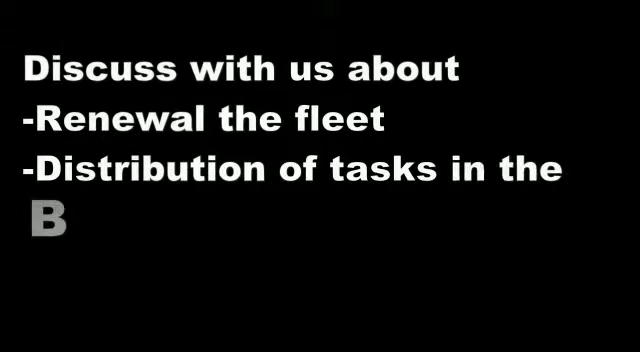 Discuss with us about
-Renewal the fleet
-Distribution of tasks in the
B